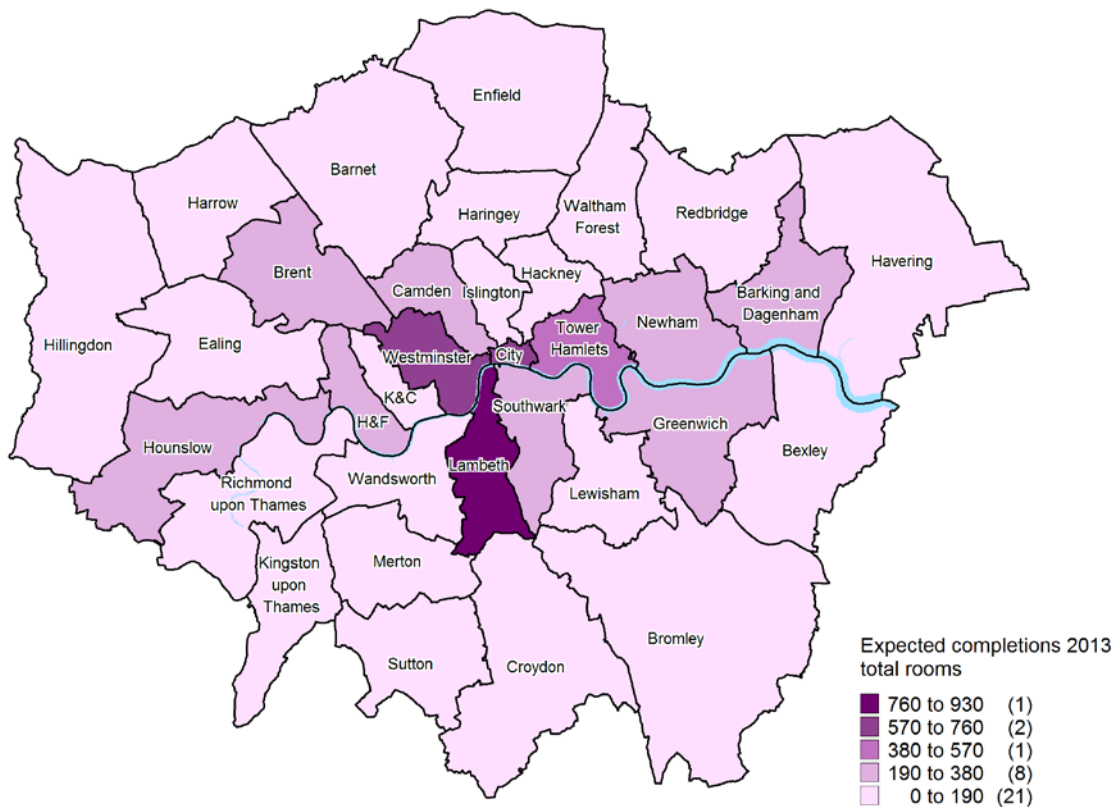 Enfield
Barnet
Harrow
Haringey
Waltham
Forest
Redbridge
Havering
Brent
Hackney
Camden
Islington
Barking and
Dagenham
Hillingdon
Ealing
Newham
Tower
Hamlets
Westminster
City
K&C
Southwark
H&F
Greenwich
Hounslow
Bexley
Lambeth
Wandsworth
Richmond
upon Thames
Lewisham
Merton
Kingston
upon
Thames
Bromley
Sutton
Croydon
Expected completions 2013
total rooms
760 to 930 (1)
570 to 760 (2)
380 to 570 (1)
190 to 380 (8)
0 to 190 (21)